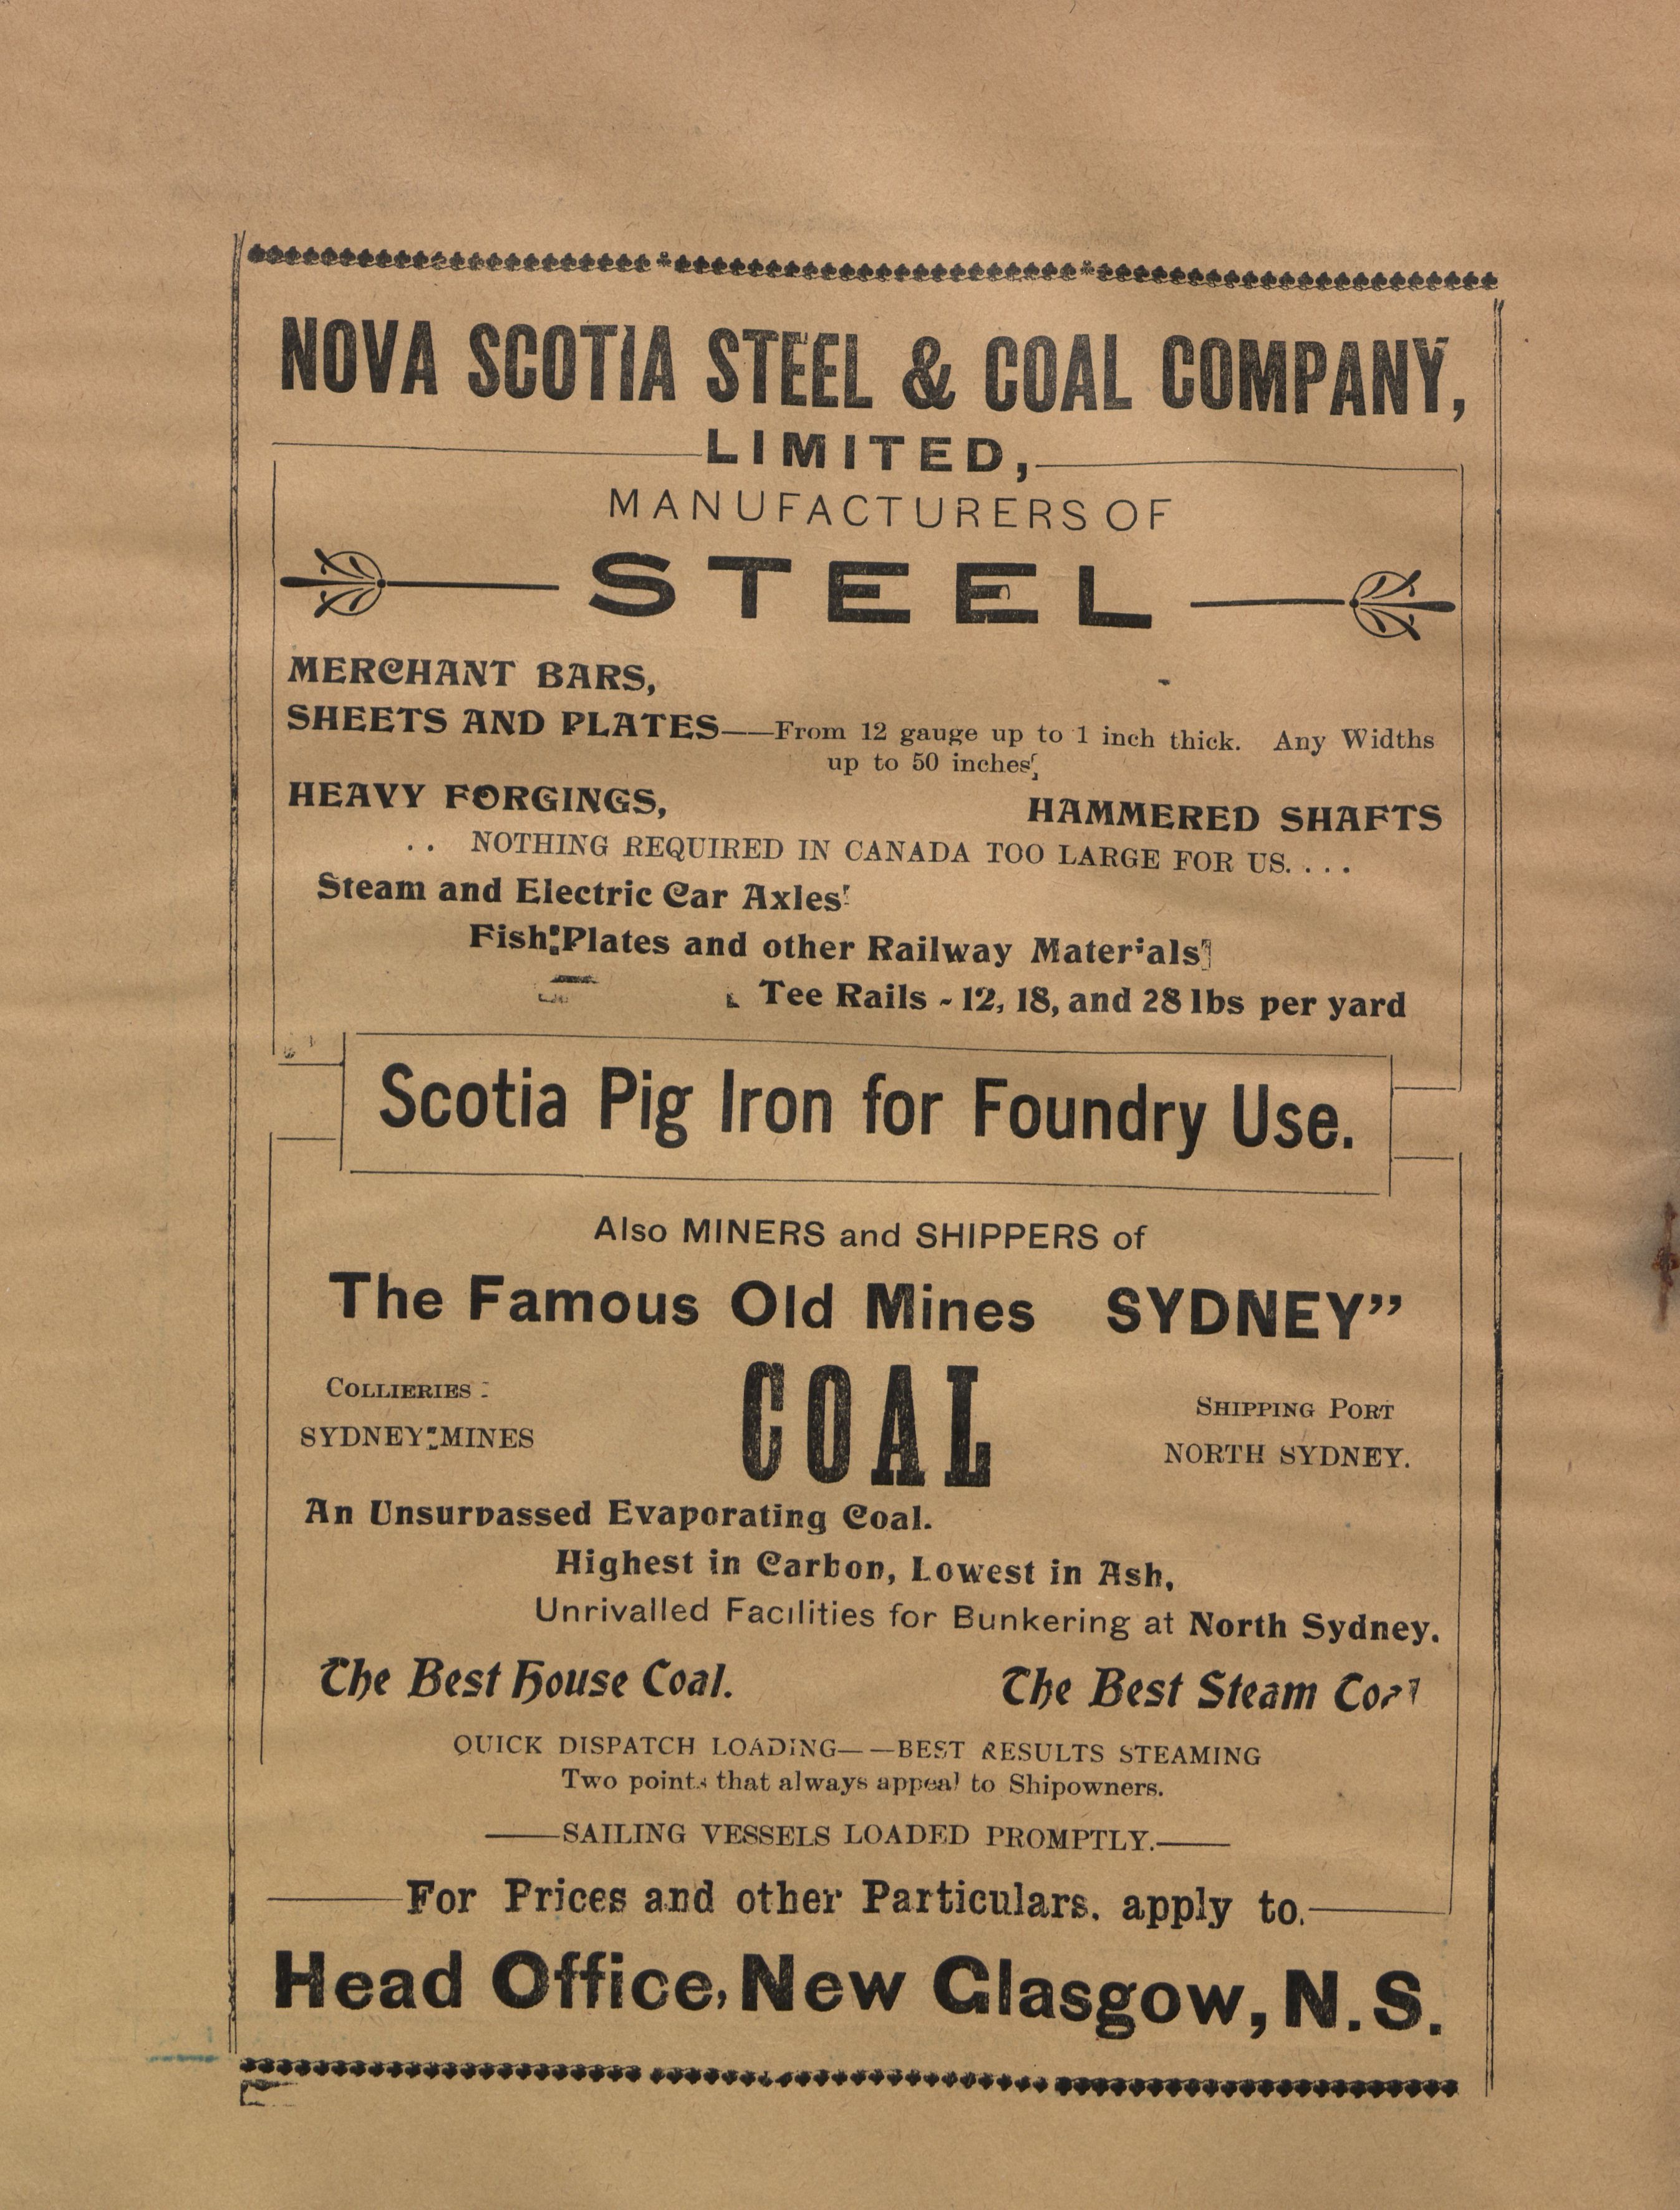 NOVA SCOTIA STEEL & COAL COMPANY,
LIMITED,
MANUFACTURERS OF
STEEL
MERCHANT BARS,
SHEETS AND PLATES——From 12 gauge up to 1 inch thick. Any Widths
up to 50 inches
HEAVY FORGINGS, HAMMERED SHAFTS
.. NOTHING REQUIRED IN CANADA TOO LARGE FOR US....
Steam and Electric Car Axles
Fish Plates and other Railway Materials
Tee Rails - 12, 18, and 28 lbs per yard
Scotia Pig Iron for Foundry Use.
Also MINERS and SHIPPERS of
The Famous Old Mines SYDNEY”
COAL
COLLIERIES:
SYDNEY MINES
SHIPPING PORT
NORTH SYDNEY.
An Unsurpassed Evaporating Coal.
Highest in Carbon, Lowest in Ash,
Unrivalled Facilities for Bunkering at North Sydney.
The Best House Coal. The Best Steam Coal
QUICK DISPATCH LOADING— —BEST RESULTS STEAMING
Two points that always appeal to Shipowners.
——SAILING VESSELS LOADED PROMPTLY.——
For Prices and other Particulars. apply to.
Head Office, New Glasgow, N.S.